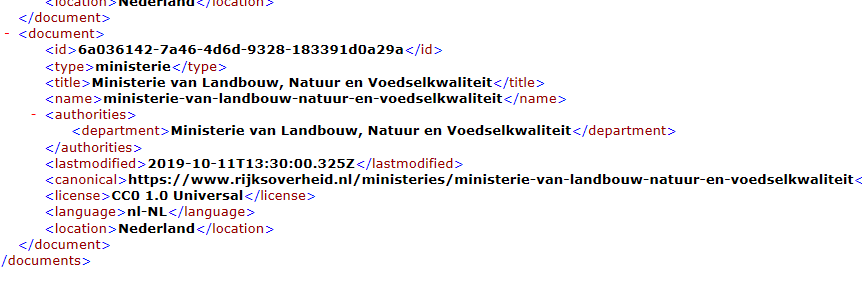 <location>Nederland</location>
</document>
- <document>
<id>6a036142-7a46-4d6d-9328-183391d0a29a</id>
<type>ministerie</type>
<title>Ministerie van Landbouw, Natuur en Voedselkwaliteit</title>
<name>ministerie-van-landbouw-natuur-en-voedselkwaliteit</name>
- <authorities>
<department>Ministerie van Landbouw, Natuur en Voedselkwaliteit</department>
</authorities>
<lastmodified>2019-10-11T13:30:00.325Z</lastmodified>
<canonical>https://www.rijksoverheid.nl/ministeries/ministerie-van-landbouw-natuur-en-voedselkwaliteit<
<license>CC0 1.0 Universal</license>
<language>nl-NL</language>
<location>Nederland</location>
</document>
/documents>